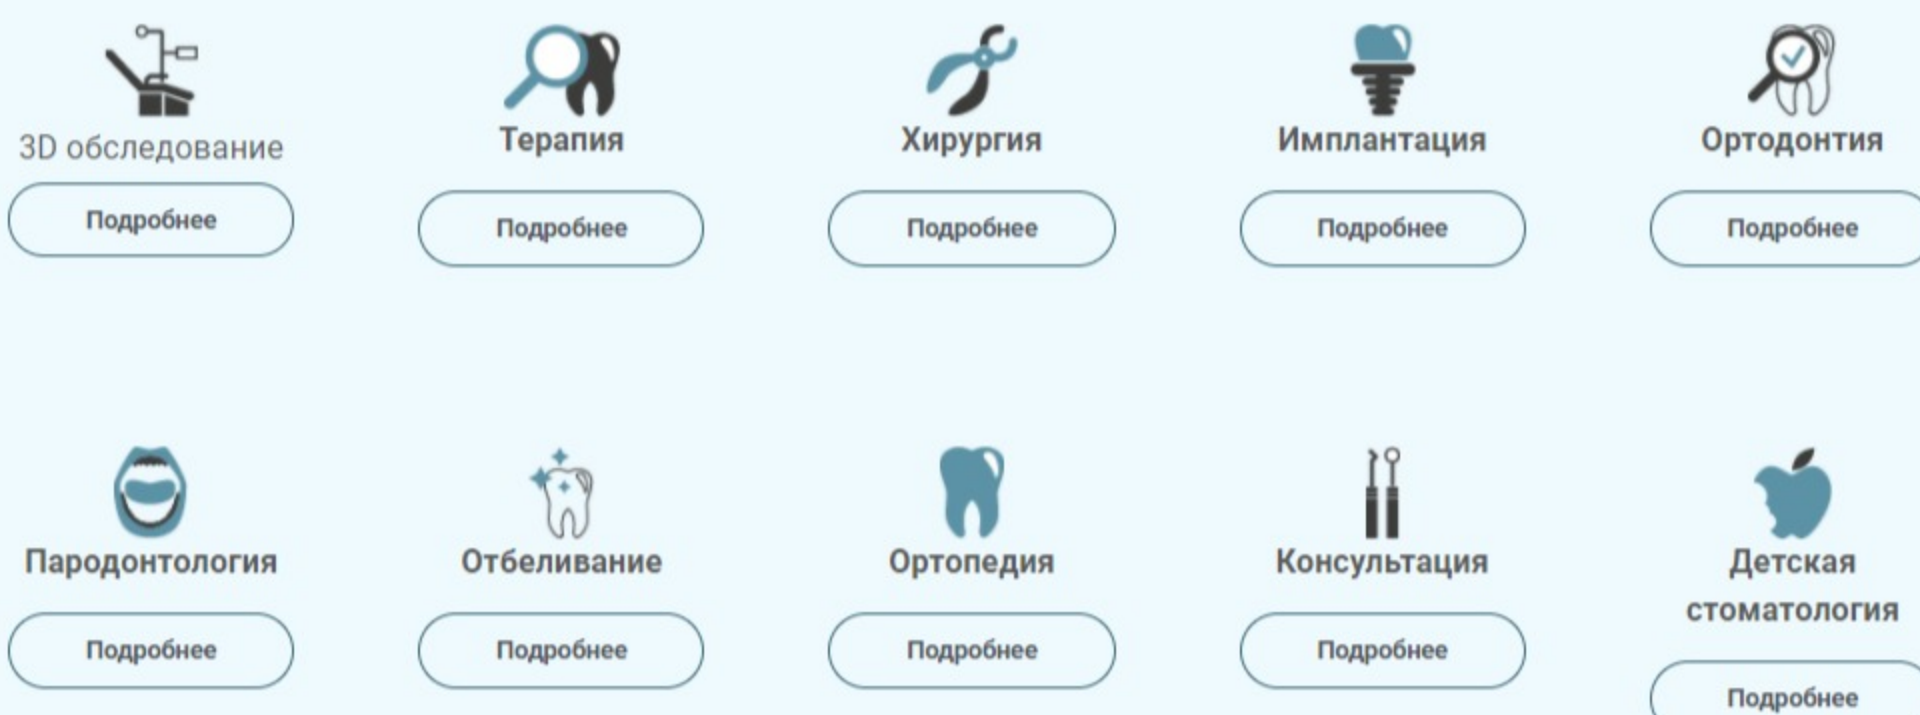 3D обследование
Терапия
Хирургия
Имплантация
Ортодонтия
Подробнее
Подробнее
Подробнее
Подробнее
Подробнее
Пародонтология
Отбеливание
Ортопедия
Консультация
Детская
стоматология
Подробнее
Подробнее
Подробнее
Подробнее
Подробнее